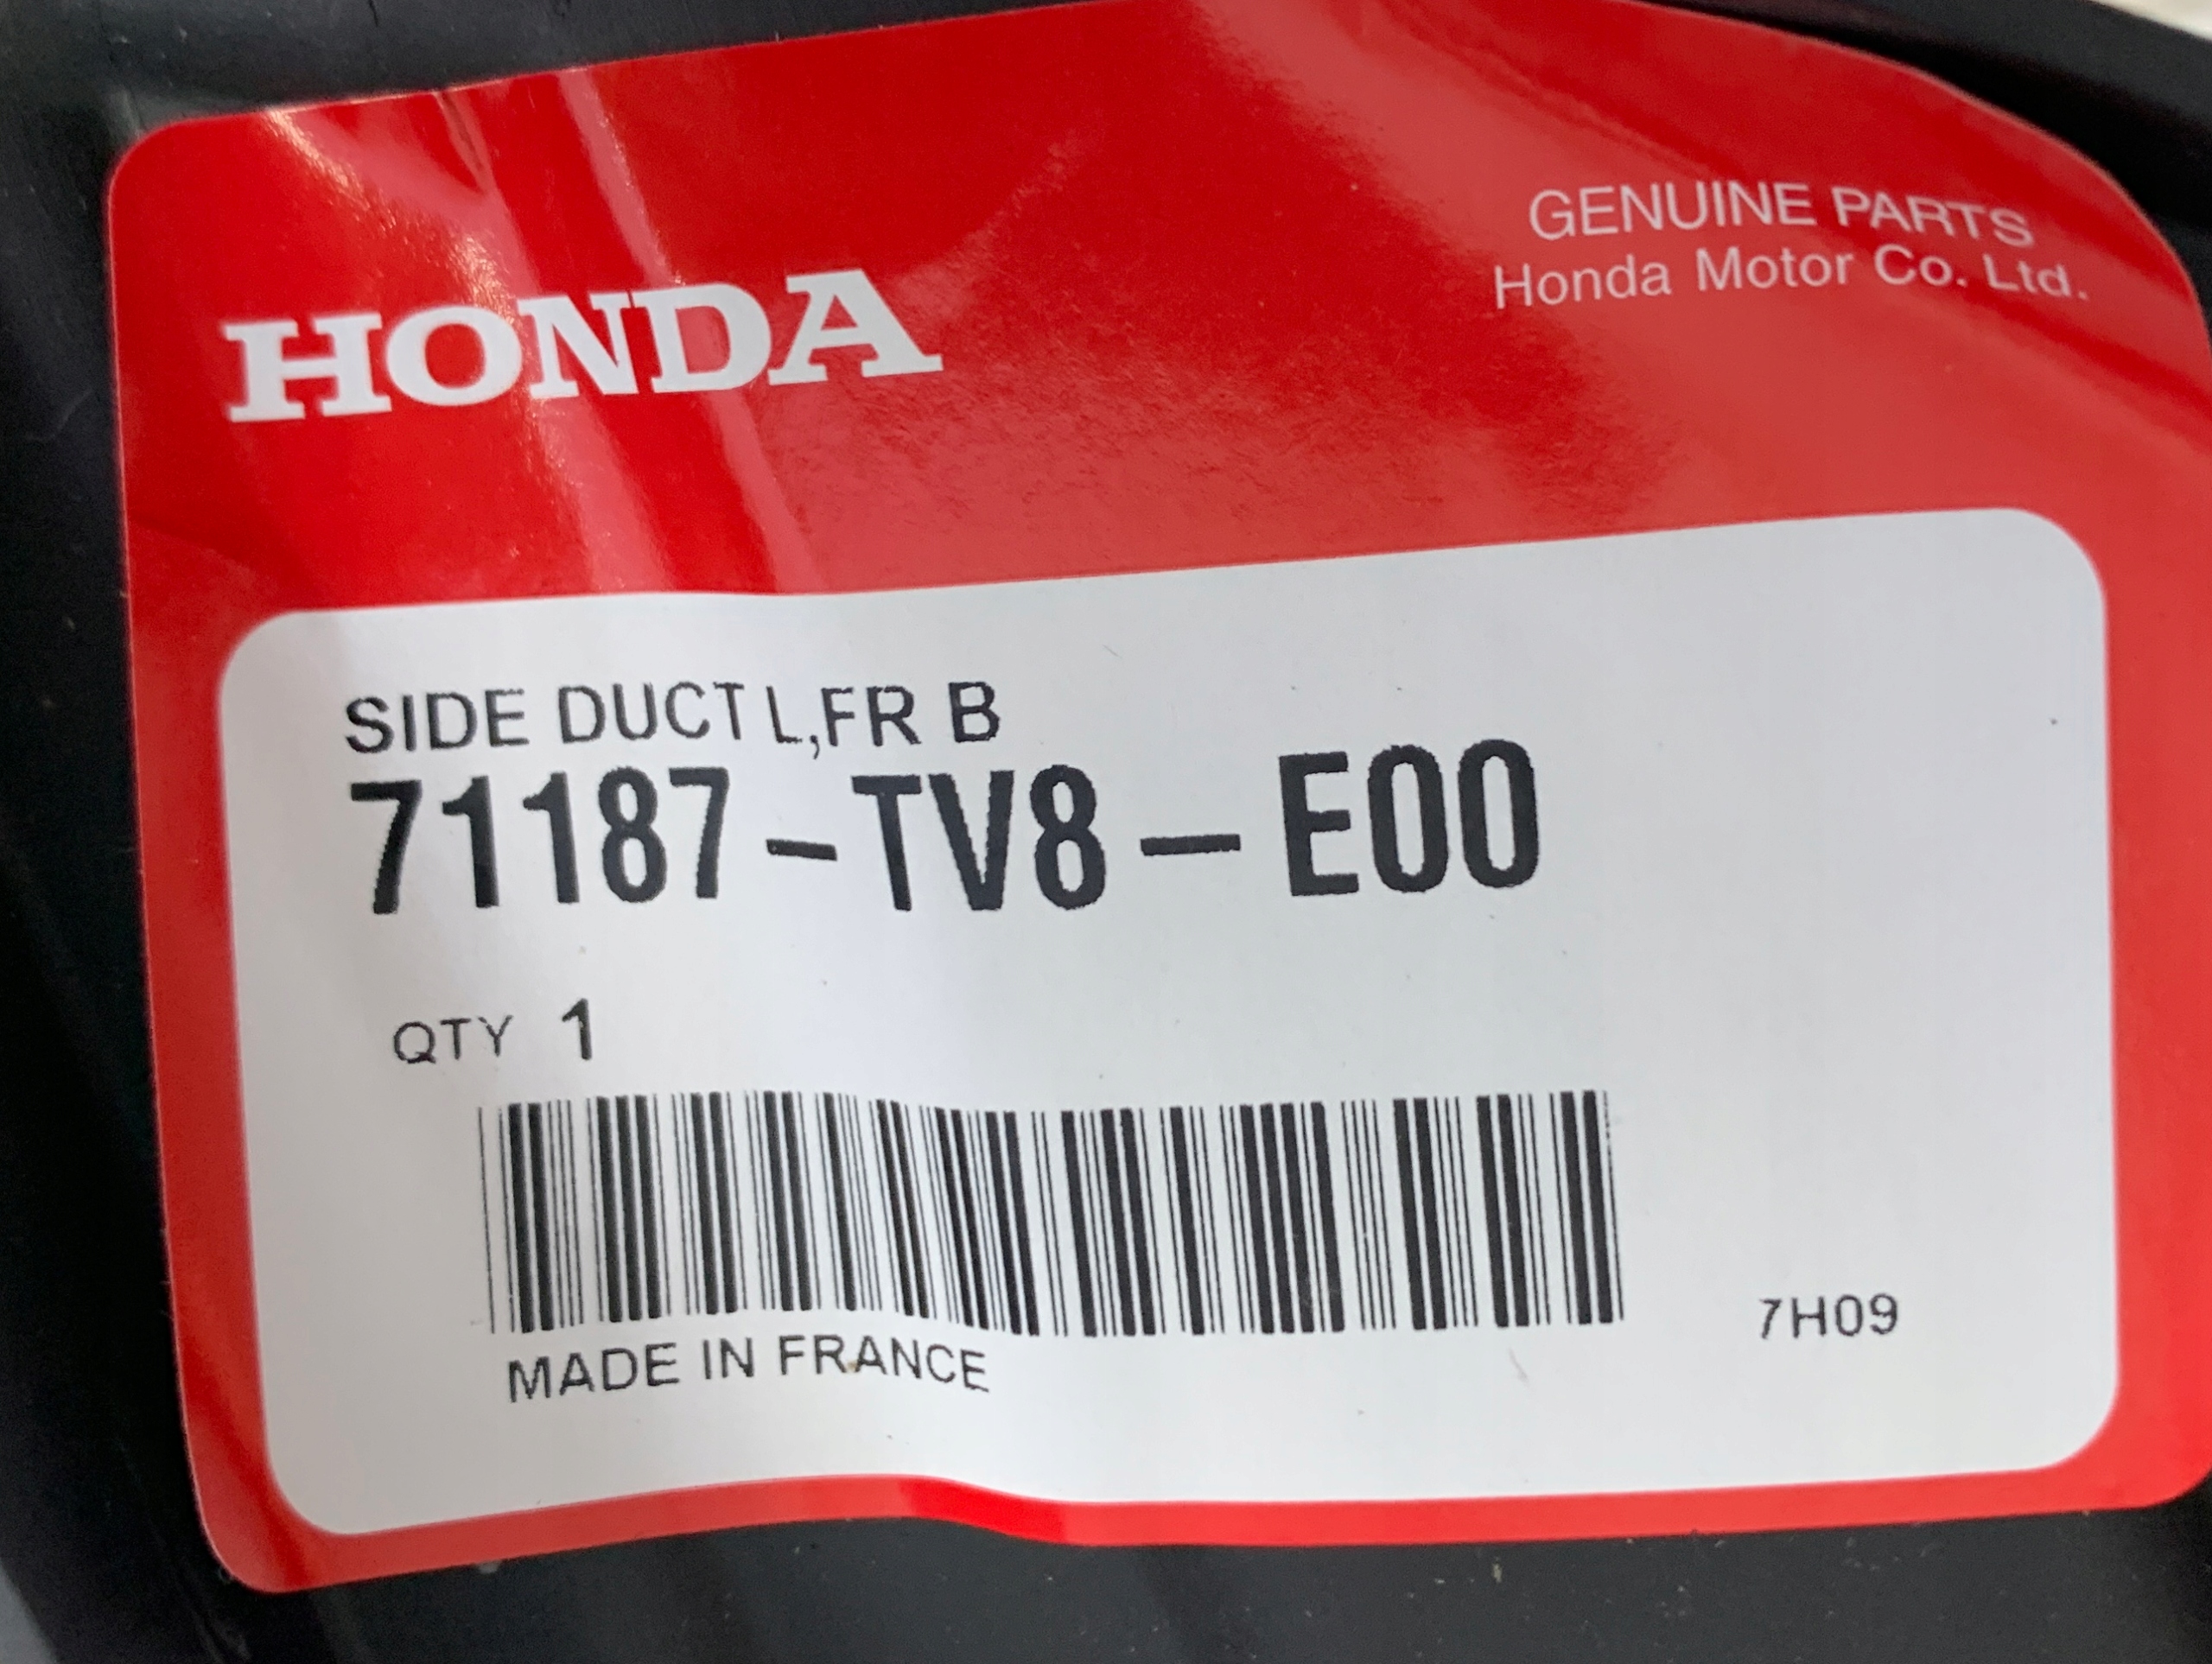 HONDA
GENUINE PARTS
Honda Motor Co. Ltd.
SIDE DUCT L,FR B
71187-TV8-E00
QTY 1
MADE IN FRANCE
7H09